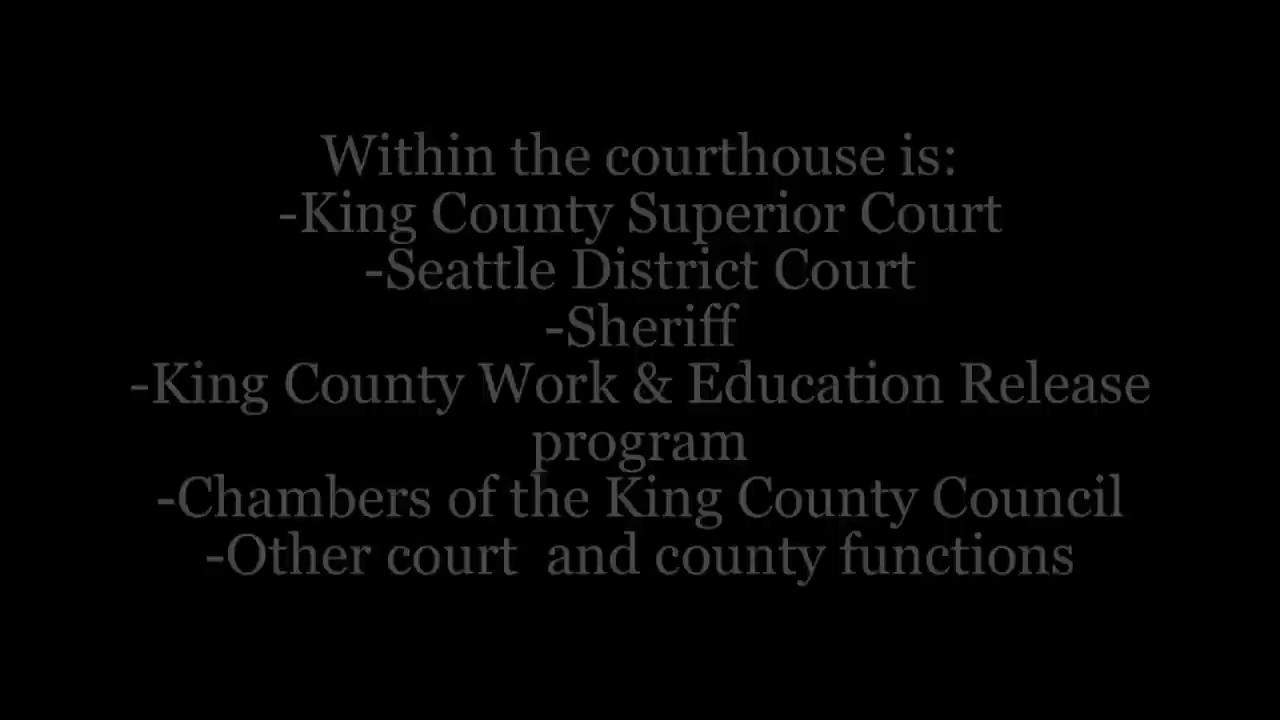 Within the courthouse is:
-King County Superior Court
-Seattle District Court
-Sheriff
-King County Work & Education Release
program
-Chambers of the King County Council
-Other court  and county functions